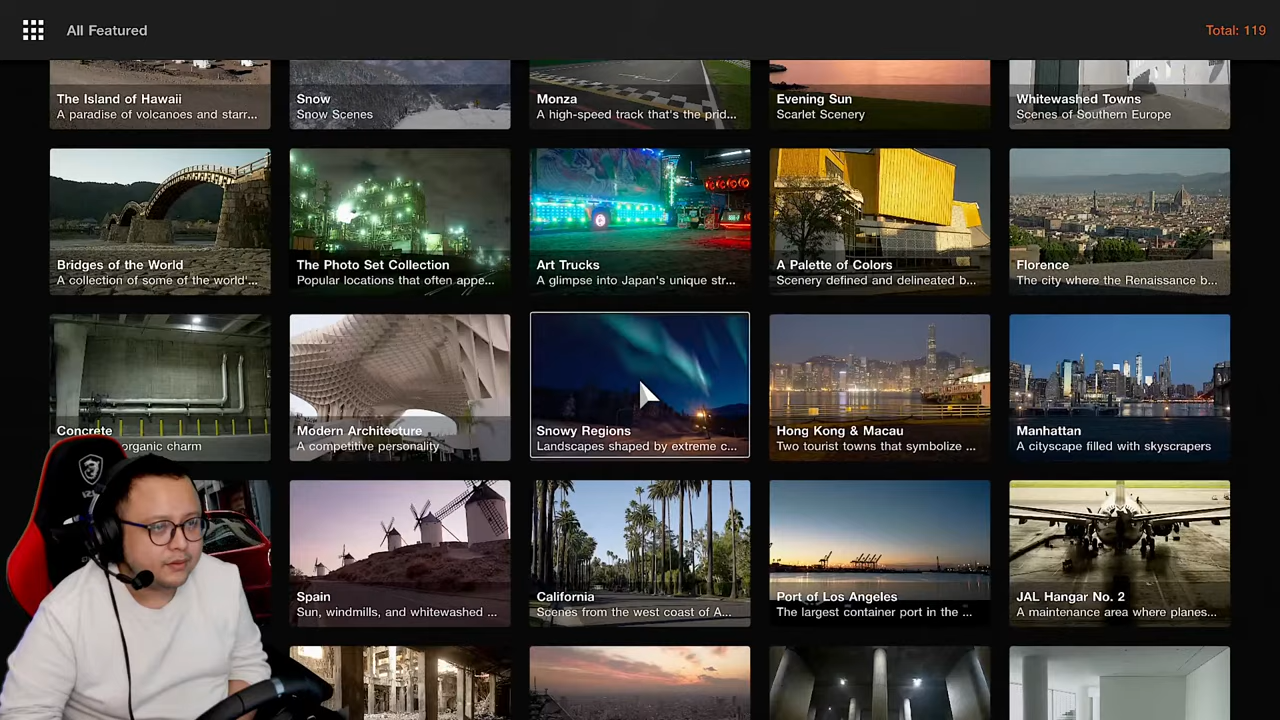 All Featured
Total: 119
The Island of Hawaii
A paradise of volcanoes and starr...
Snow
Snow Scenes
Monza
A high-speed track that's the prid...
Evening Sun
Scarlet Scenery
Whitewashed Towns
Scenes of Southern Europe
Bridges of the World
A collection of some of the world'...
The Photo Set Collection
Popular locations that often appe...
Art Trucks
A glimpse into Japan's unique str...
A Palette of Colors
Scenery defined and delineated b...
Florence
The city where the Renaissance b...
Concrete
organic charm
Modern Architecture
A competitive personality
Snowy Regions
Landscapes shaped by extreme c...
Hong Kong & Macau
Two tourist towns that symbolize ...
Manhattan
A cityscape filled with skyscrapers
Spain
Sun, windmills, and whitewashed ...
California
Scenes from the west coast of A...
Port of Los Angeles
The largest container port in the ...
JAL Hangar No. 2
A maintenance area where planes...